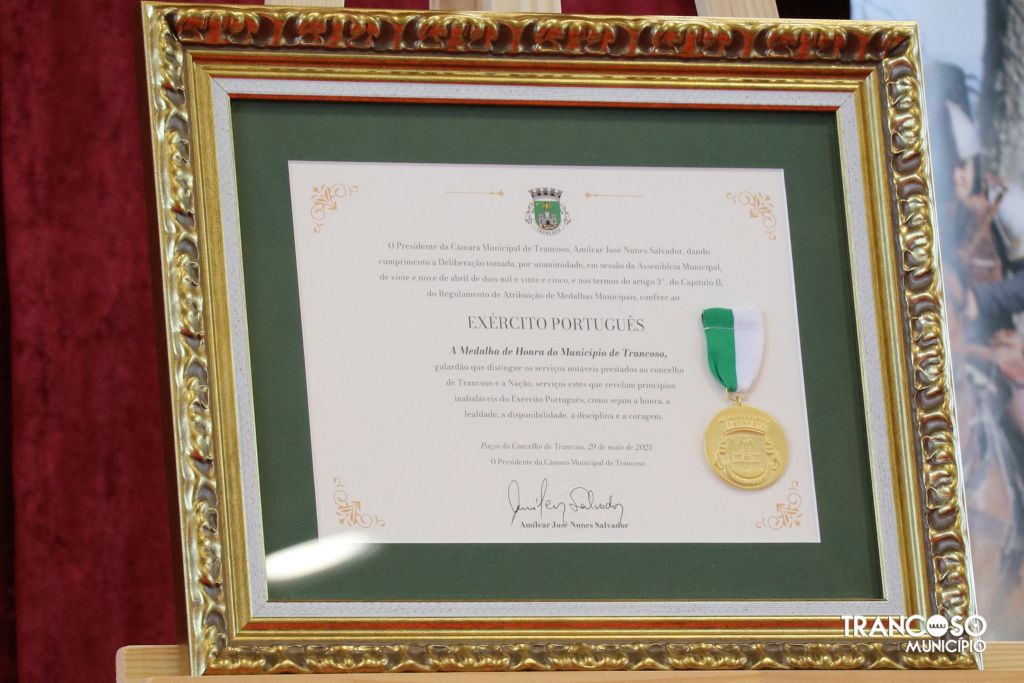 TRANCOSO
O Presidente da Câmara Municipal de Trancoso, Amílcar José Nunes Salvador, dando
cumprimento à Deliberação tomada, por unanimidade, em sessão da Assembleia Municipal,
de vinte e nove de abril de dois mil e vinte e cinco, e nos termos do artigo 3º, do Capítulo II,
do Regulamento de Atribuição de Medalhas Municipais, confere ao
EXÉRCITO PORTUGUÊS
A Medalha de Honra do Município de Trancoso,
galardão que distingue os serviços notáveis prestados ao concelho
de Trancoso e à Nação, serviços estes que revelam princípios
inabaláveis do Exército Português, como sejam a honra, a
lealdade, a disponibilidade, a disciplina e a coragem.
Paços do Concelho de Trancoso, 29 de maio de 2025
O Presidente da Câmara Municipal de Trancoso
Amílcar Salvador
Amílcar José Nunes Salvador
TRANCOSO
MUNICÍPIO